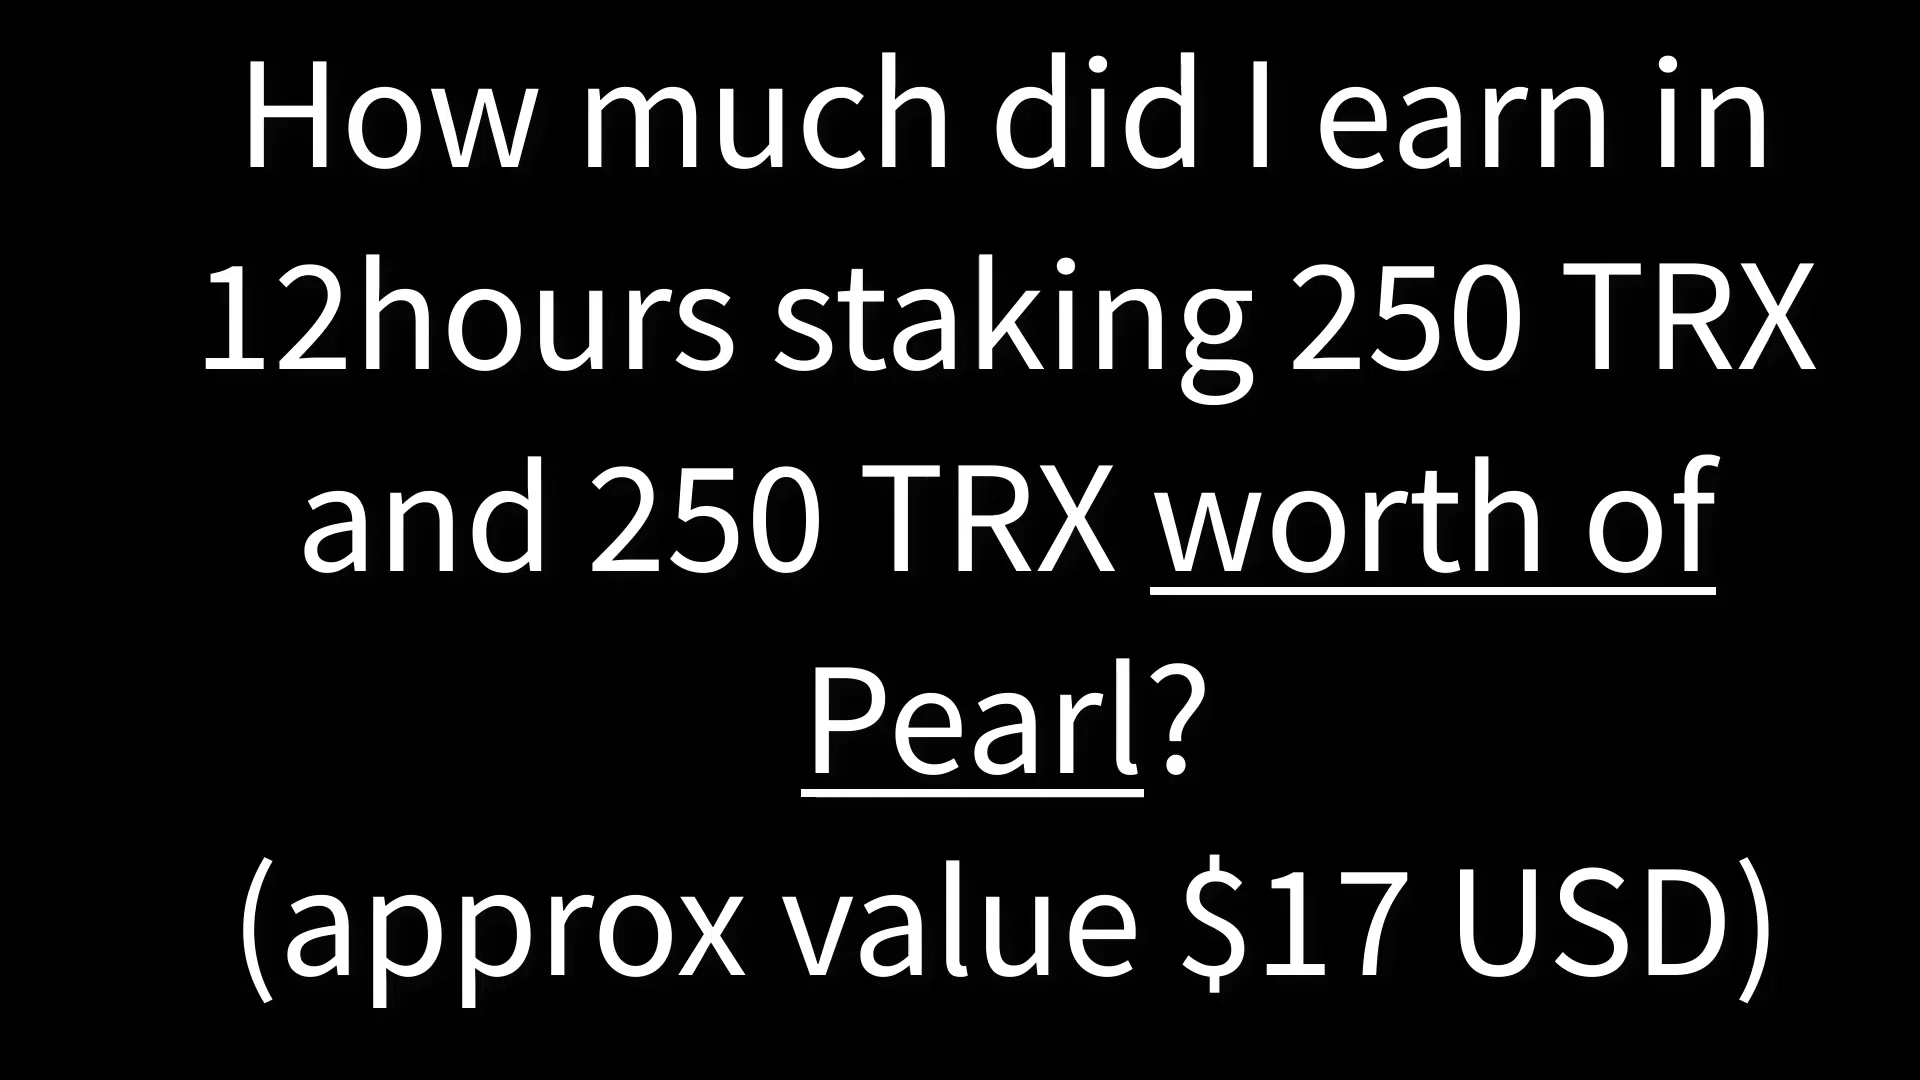 How much did I earn in
12hours staking 250 TRX
and 250 TRX worth of
Pearl?
(approx value $17 USD)